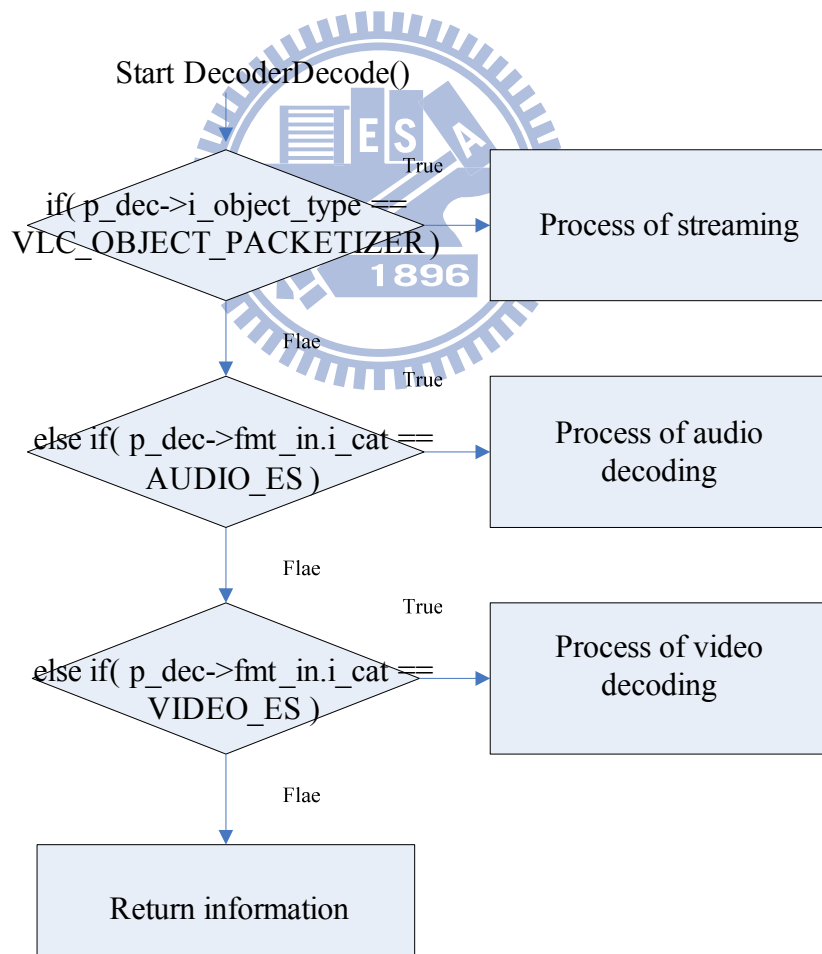 Start DecoderDecode()
E S A
True
if( p_dec->i_object_type ==
VLC_OBJECT_PACKETIZER )
Process of streaming
1896
Flae
True
else if( p_dec->fmt_in.i_cat ==
AUDIO_ES )
Process of audio
decoding
Flae
True
else if( p_dec->fmt_in.i_cat ==
VIDEO_ES )
Process of video
decoding
Flae
Return information